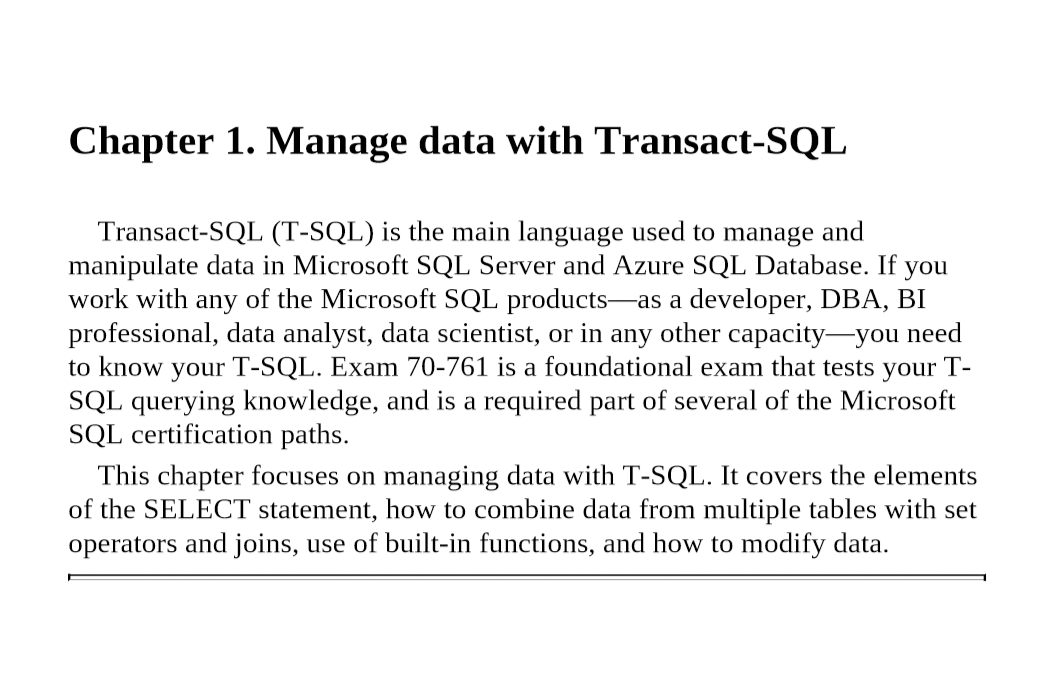 Chapter 1. Manage data with Transact-SQL
Transact-SQL (T-SQL) is the main language used to manage and
manipulate data in Microsoft SQL Server and Azure SQL Database. If you
work with any of the Microsoft SQL products—as a developer, DBA, BI
professional, data analyst, data scientist, or in any other capacity—you need
to know your T-SQL. Exam 70-761 is a foundational exam that tests your T-
SQL querying knowledge, and is a required part of several of the Microsoft
SQL certification paths.
This chapter focuses on managing data with T-SQL. It covers the elements
of the SELECT statement, how to combine data from multiple tables with set
operators and joins, use of built-in functions, and how to modify data.